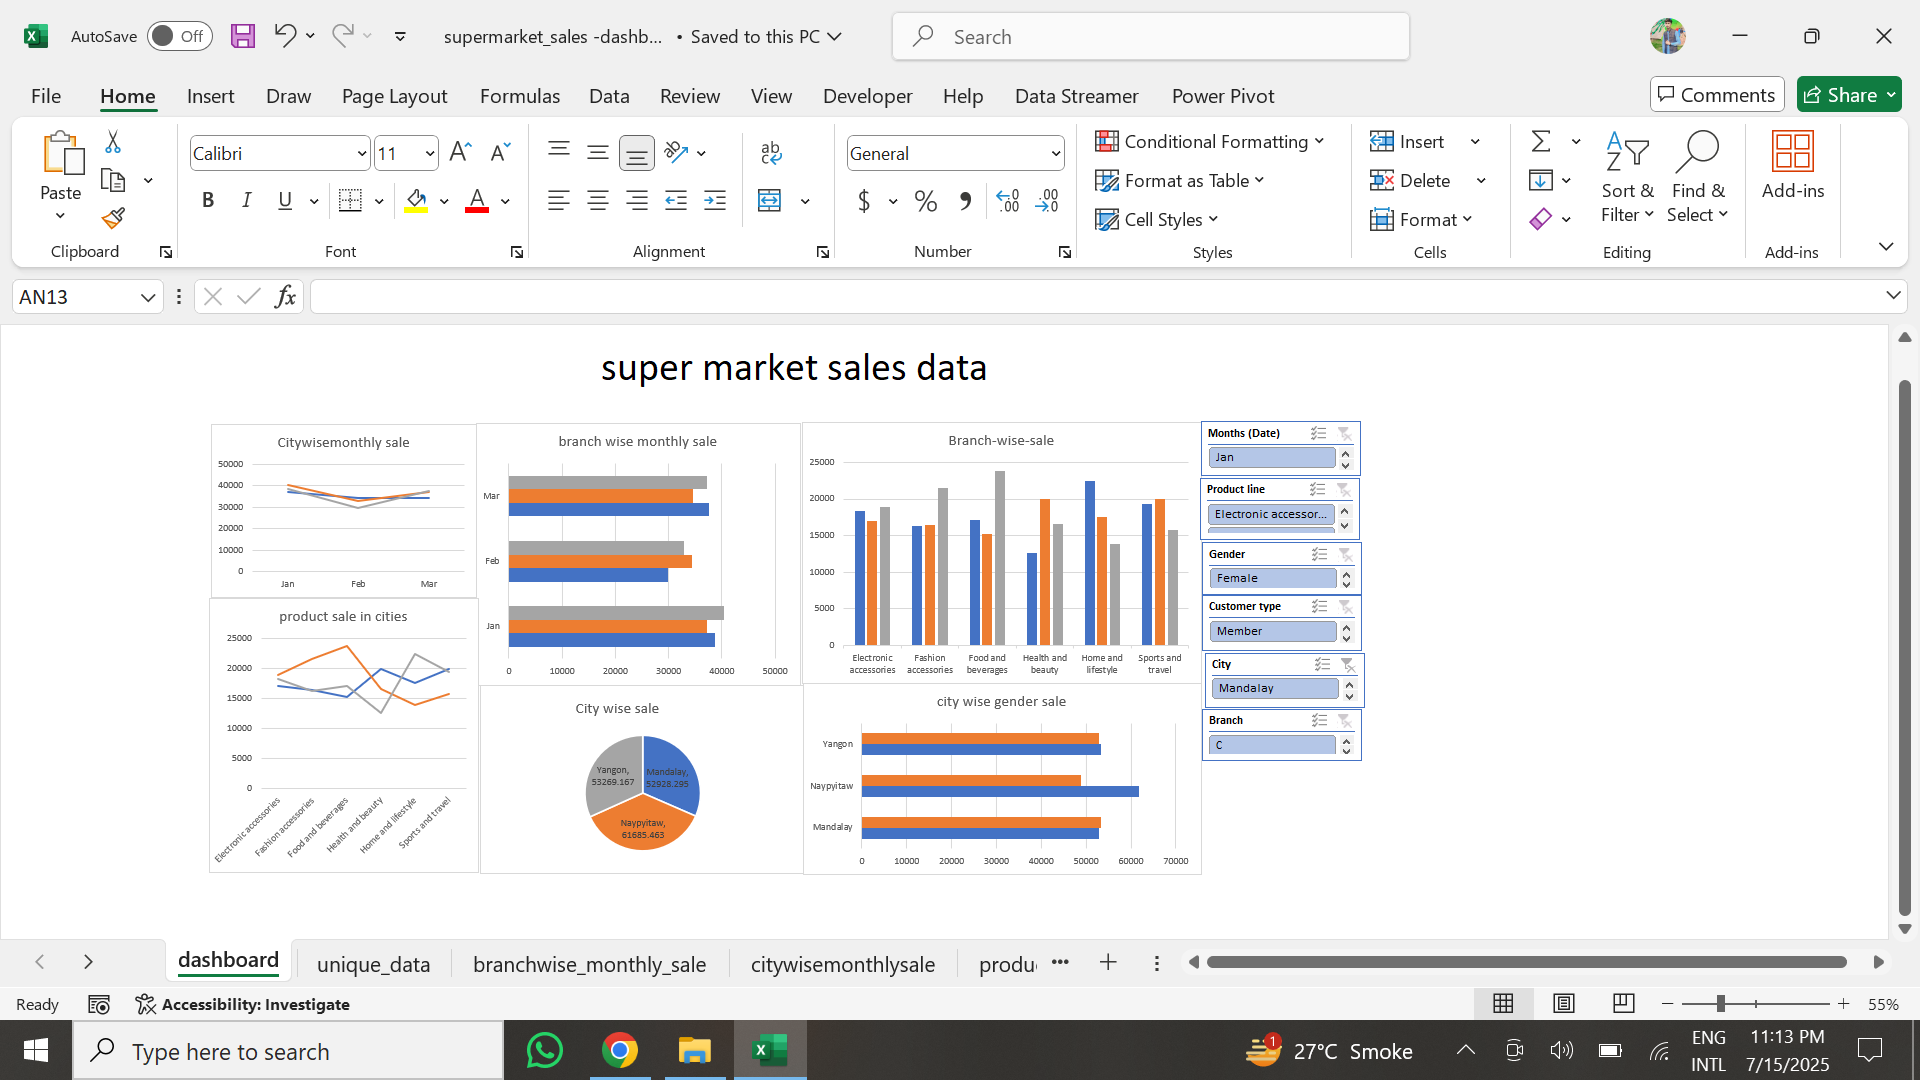 AutoSave Off supermarket_sales -dashb... • Saved to this PC Search
File Home Insert Draw Page Layout Formulas Data Review View Developer Help Data Streamer Power Pivot Comments Share
Paste
Clipboard
Calibri 11
B I U A
Font
ab
Alignment
General
$ % , .00 .00
Number
Conditional Formatting
Format as Table
Cell Styles
Styles
Insert
Delete
Format
Cells
Sort &
Filter
Find &
Select
Editing
Add-ins
Add-ins
AN13 fx
super market sales data
Citywisemonthly sale
50000
40000
30000
20000
10000
0
Jan Feb Mar
branch wise monthly sale
Mar
Feb
Jan
0 10000 20000 30000 40000 50000
Branch-wise-sale
25000
20000
15000
10000
5000
0
Electronic accessories Fashion accessories Food and beverages Health and beauty Home and lifestyle Sports and travel
Months (Date)
Jan
Product line
Electronic accessor...
Gender
Female
Customer type
Member
City
Mandalay
Branch
C
product sale in cities
25000
20000
15000
10000
5000
0
Electronic accessories Fashion accessories Food and beverages Health and beauty Home and lifestyle Sports and travel
City wise sale
Yangon,
53269.167
Mandalay,
52928.295
Naypyitaw,
61685.463
city wise gender sale
Yangon
Naypyitaw
Mandalay
0 10000 20000 30000 40000 50000 60000 70000
dashboard unique_data branchwise_monthly_sale citywisemonthlysale produ ...
Ready Accessibility: Investigate 55%
Type here to search
1
27°C Smoke
ENG
INTL
11:13 PM
7/15/2025